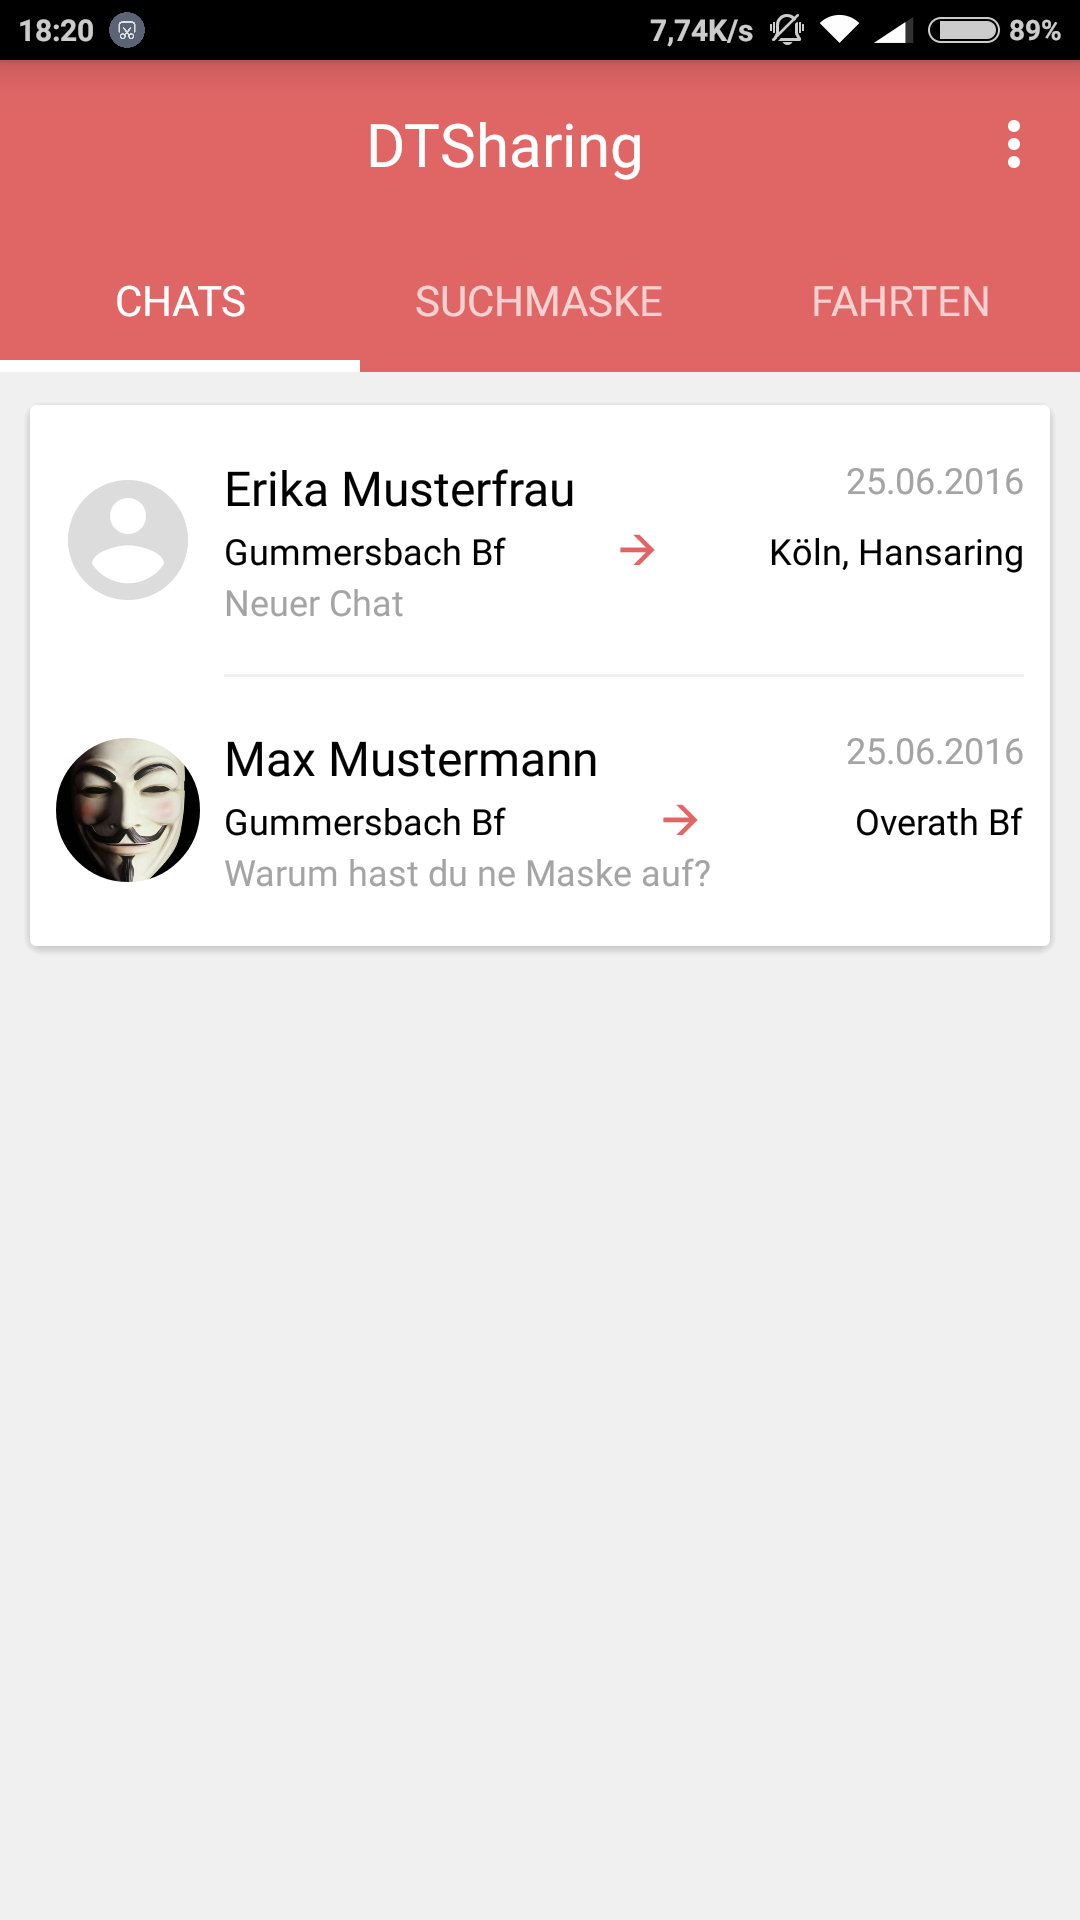 18:20 7,74K/s 89%
DTSharing
CHATS SUCHMASKE FAHRTEN
Erika Musterfrau 25.06.2016
Gummersbach Bf → Köln, Hansaring
Neuer Chat
Max Mustermann 25.06.2016
Gummersbach Bf → Overath Bf
Warum hast du ne Maske auf?